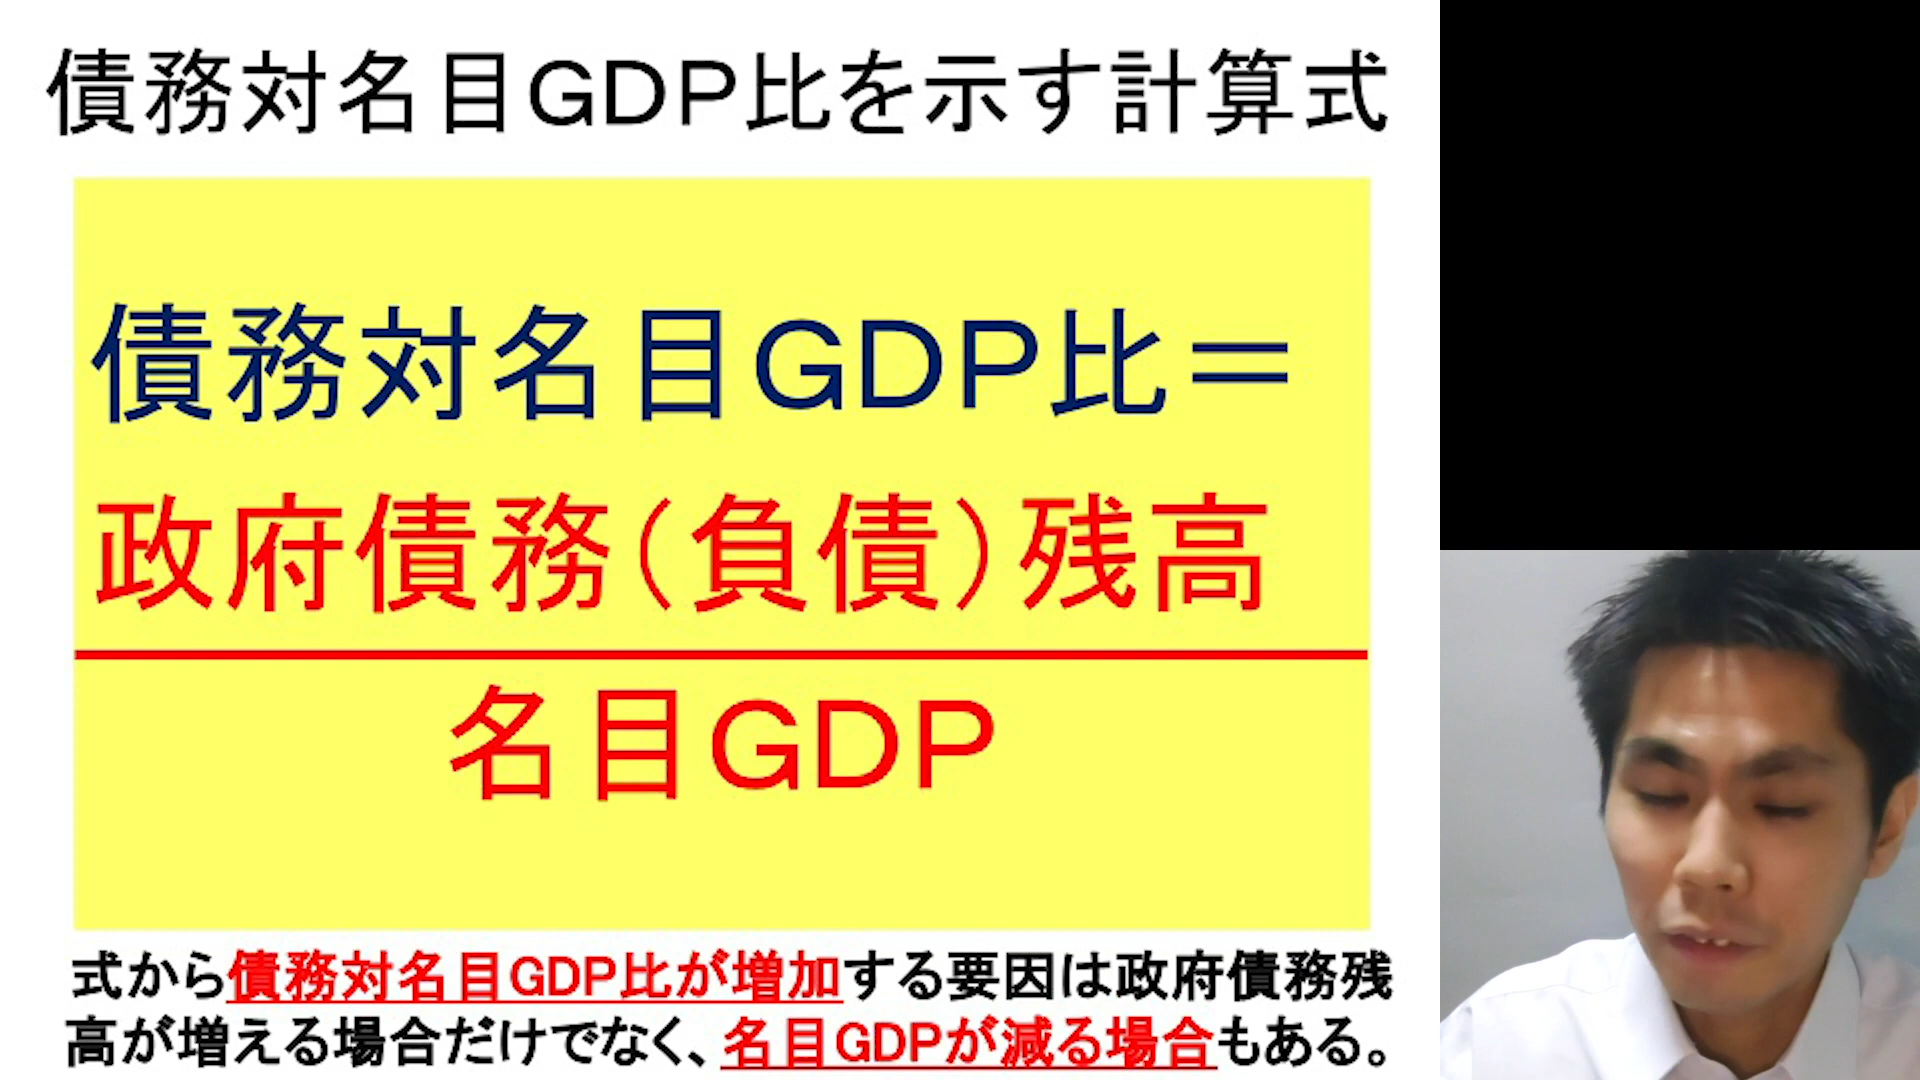 債務対名目GDP比を示す計算式
債務対名目GDP比＝
政府債務（負債）残高
名目GDP
式から債務対名目GDP比が増加する要因は政府債務残
高が増える場合だけでなく、名目GDPが減る場合もある。